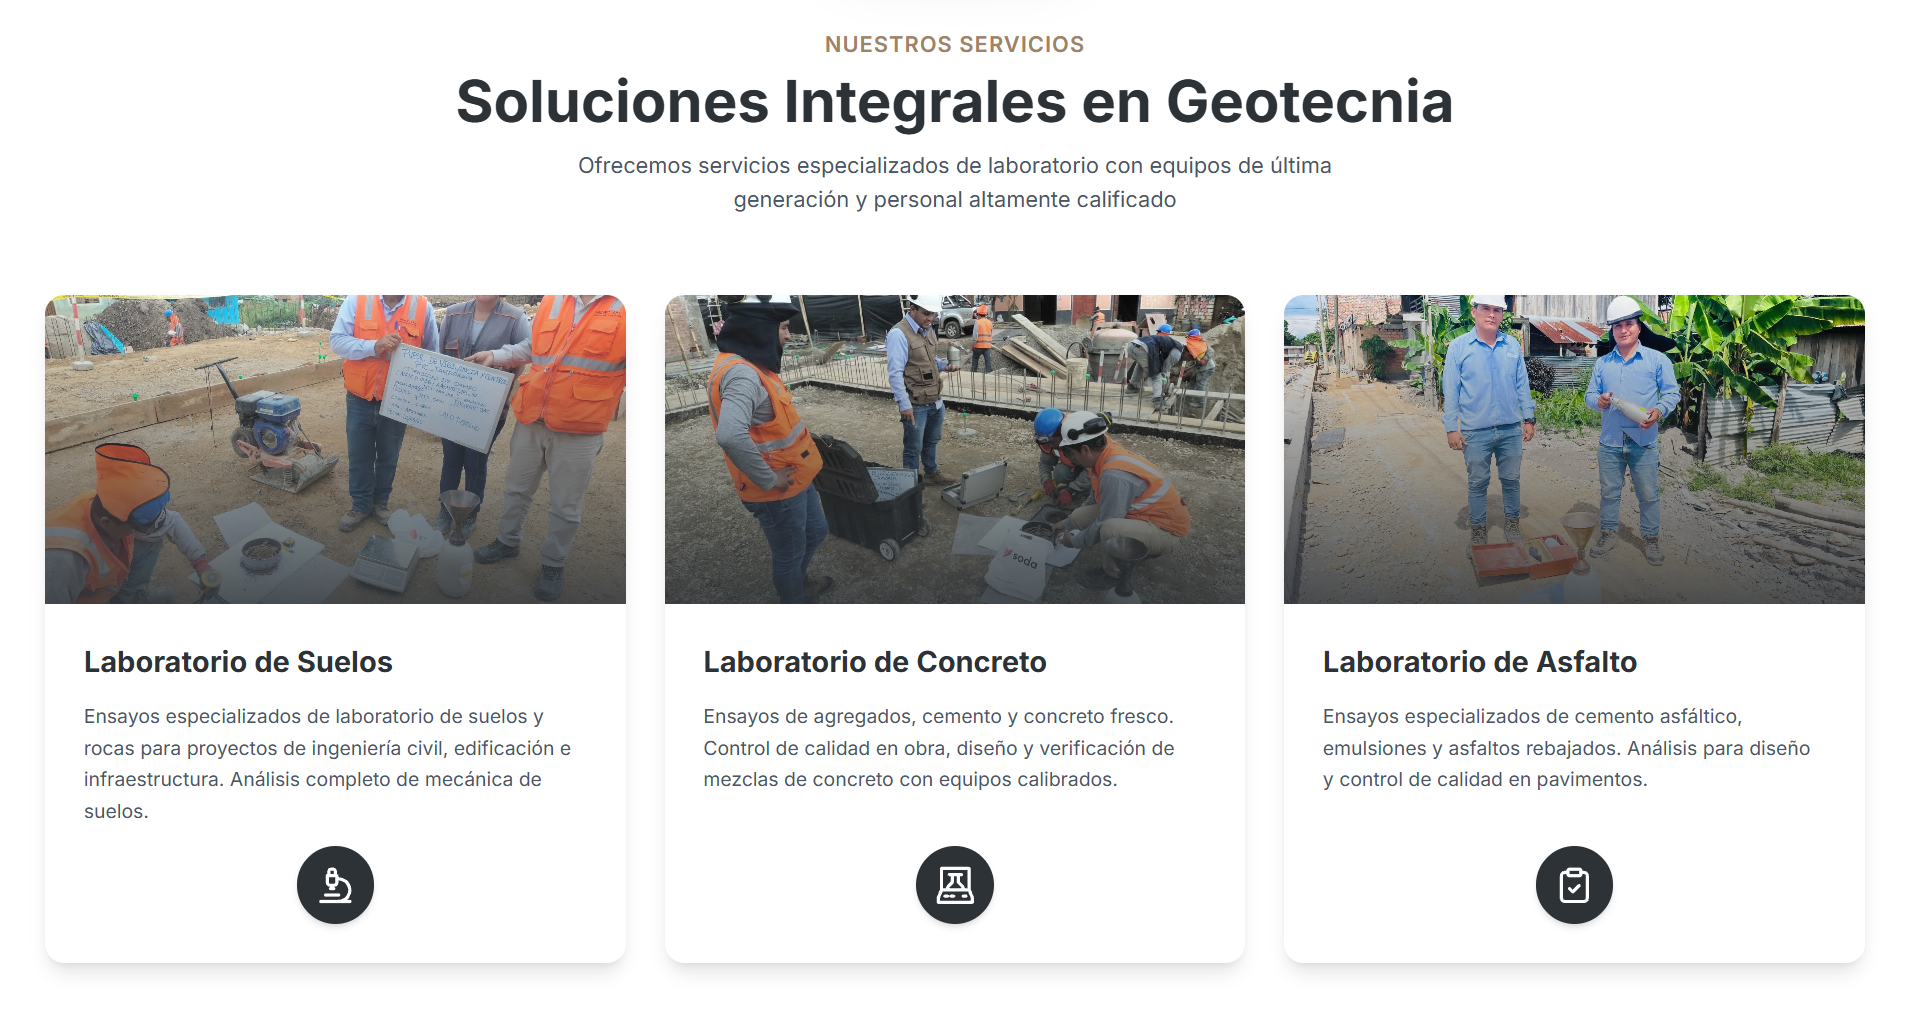 NUESTROS SERVICIOS
Soluciones Integrales en Geotecnia
Ofrecemos servicios especializados de laboratorio con equipos de última
generación y personal altamente calificado
soda
Laboratorio de Suelos
Ensayos especializados de laboratorio de suelos y
rocas para proyectos de ingeniería civil, edificación e
infraestructura. Análisis completo de mecánica de
suelos.
Laboratorio de Concreto
Ensayos de agregados, cemento y concreto fresco.
Control de calidad en obra, diseño y verificación de
mezclas de concreto con equipos calibrados.
Laboratorio de Asfalto
Ensayos especializados de cemento asfáltico,
emulsiones y asfaltos rebajados. Análisis para diseño
y control de calidad en pavimentos.